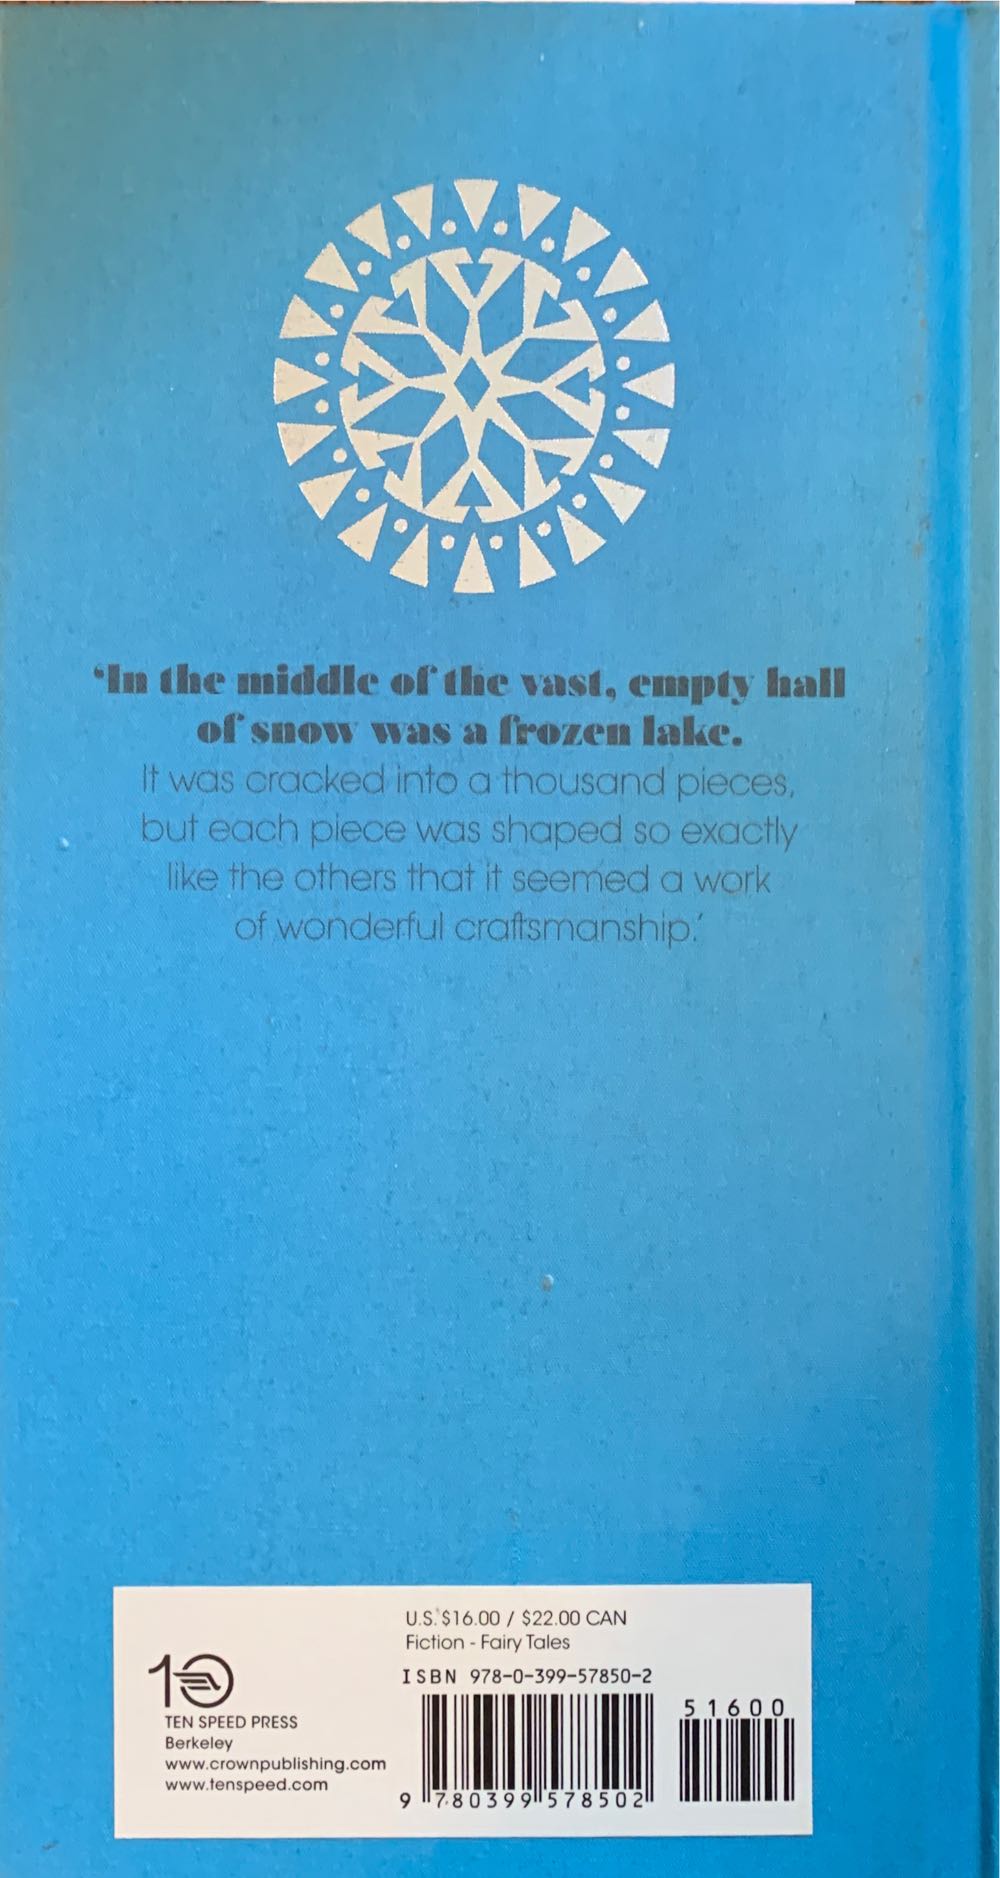 ‘In the middle of the vast, empty hall
of snow was a frozen lake.
It was cracked into a thousand pieces,
but each piece was shaped so exactly
like the others that it seemed a work
of wonderful craftsmanship.’
U.S. $16.00 / $22.00 CAN
Fiction - Fairy Tales
ISBN 978-0-399-57850-2
51600
9 780399 578502
10
TEN SPEED PRESS
Berkeley
www.crownpublishing.com
www.tenspeed.com